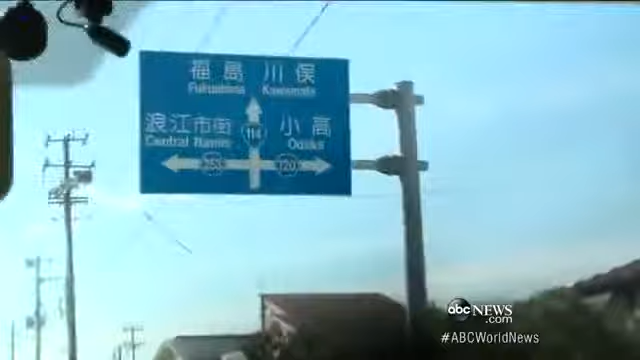 福島 川俣
Fukushima Kawamata
浪江市街
小高
114
Central Namie
Odaka
120
abc NEWS
.com
#ABCWorldNews